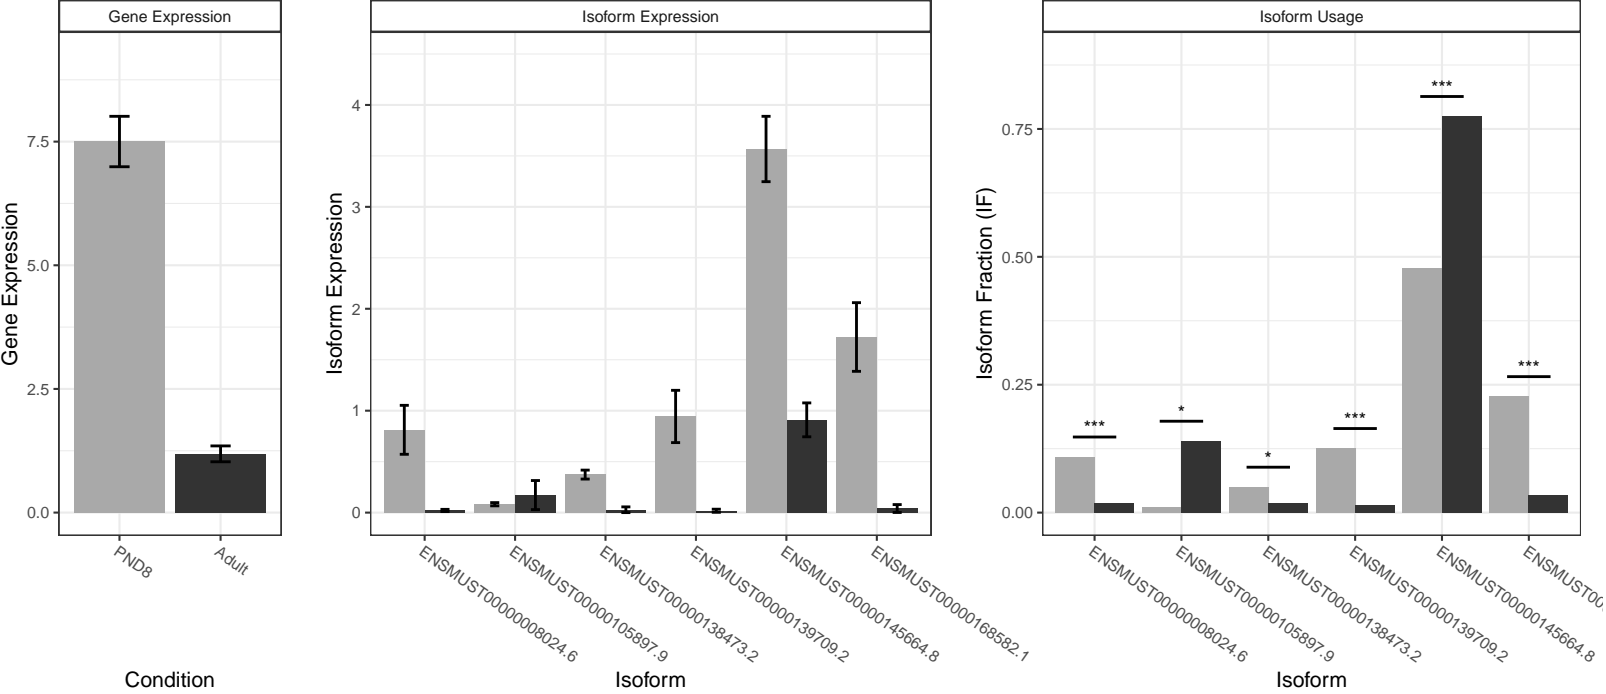 Gene Expression
Gene Expression
7.5
5.0
2.5
0.0
PND8
Adult
Condition
Isoform Expression
Isoform Expression
4
3
2
1
0
ENSMUST00000008024.6
ENSMUST00000105897.9
ENSMUST00000138473.2
ENSMUST00000139709.2
ENSMUST00000145664.8
ENSMUST00000168582.1
Isoform
Isoform Usage
Isoform Fraction (IF)
0.75
0.50
0.25
0.00
***
*
*
***
***
***
ENSMUST00000008024.6
ENSMUST00000105897.9
ENSMUST00000138473.2
ENSMUST00000139709.2
ENSMUST00000145664.8
Isoform